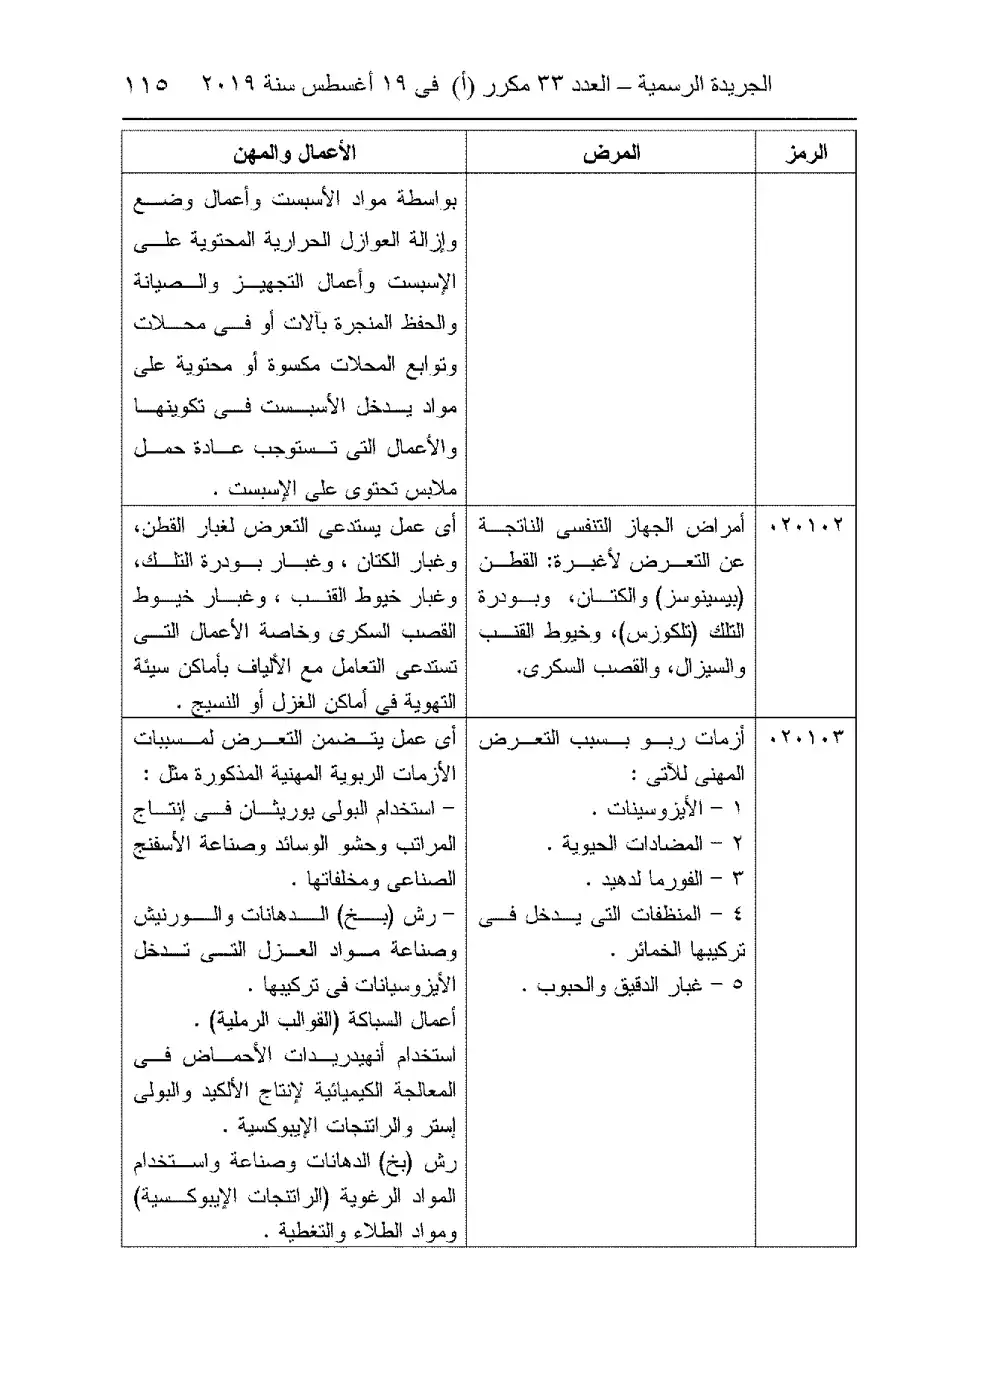 الجريدة الرسمية – العدد ٣٣ مكرر (أ) فى ١٩ أغسطس سنة ٢٠١٩ ١١٥
الرمز المرض الأعمال والمهن
بواسطة مواد الأسبست وأعمال وضع
وإزالة العوازل الحرارية المحتوية على
الإسبست وأعمال التجهيز والصيانة
والحفظ المنجرة بآلات أو فى محلات
وتوابع المحلات مكسوة أو محتوية على
مواد يدخل الأسبست فى تكوينها
والأعمال التى تستوجب عادة حمل
ملابس تحتوى على الإسبست .
٠٢٠١٠٢
أمراض الجهاز التنفسى الناتجة
عن التعرض لأغبرة: القطن
(بيسينوسز) والكتان، وبودرة
التلك (تلكوزس)، وخيوط القنب
والسيزال، والقصب السكرى.
أى عمل يستدعى التعرض لغبار القطن،
وغبار الكتان ، وغبار بودرة التلك،
وغبار خيوط القنب ، وغبار خيوط
القصب السكرى وخاصة الأعمال التى
تستدعى التعامل مع الألياف بأماكن سيئة
التهوية فى أماكن الغزل أو النسيج .
٠٢٠١٠٣
أزمات ربو بسبب التعرض
المهنى للآتى :
١ – الأيزوسينات .
٢ – المضادات الحيوية .
٣ – الفورما لدهيد .
٤ – المنظفات التى يدخل فى
تركيبها الخمائر .
٥ – غبار الدقيق والحبوب .
أى عمل يتضمن التعرض لمسببات
الأزمات الربوية المهنية المذكورة مثل :
– استخدام البولى يوريثان فى إنتاج
المراتب وحشو الوسائد وصناعة الأسفنج
الصناعى ومخلفاتها .
– رش (بخ) الدهانات والورنيش
وصناعة مواد العزل التى تدخل
الأيزوسيانات فى تركيبها .
أعمال السباكة (القوالب الرملية) .
استخدام أنهيدريدات الأحماض فى
المعالجة الكيميائية لإنتاج الألكيد والبولى
إستر والراتنجات الإيبوكسية .
رش (بخ) الدهانات وصناعة واستخدام
المواد الرغوية (الراتنجات الإيبوكسية)
ومواد الطلاء والتغطية .